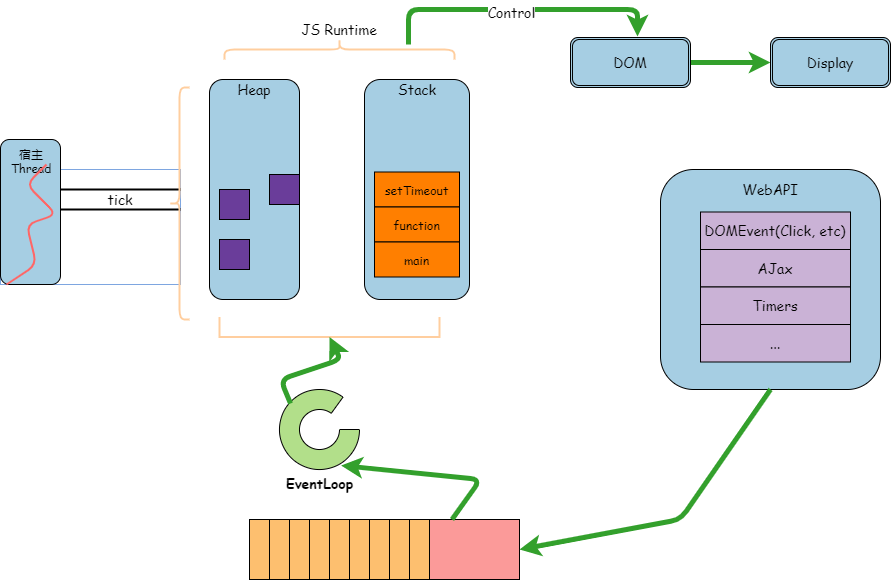 Control
JS Runtime
DOM
Display
Heap
Stack
宿主
Thread
tick
setTimeout
function
main
WebAPI
DOMEvent(Click, etc)
AJax
Timers
...
EventLoop